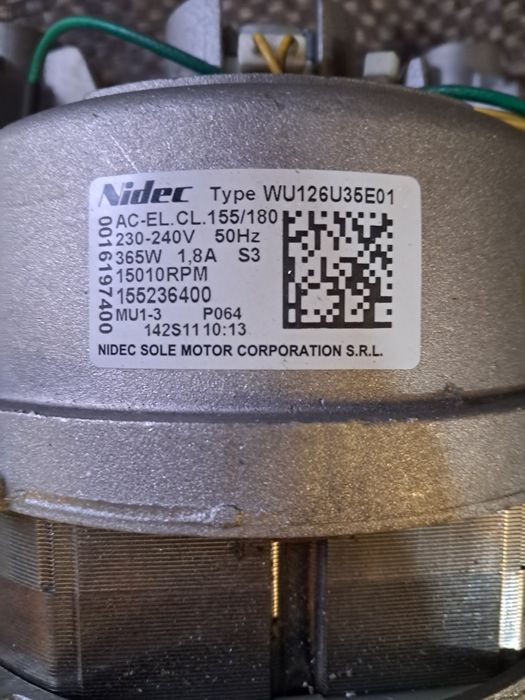 Nidec Type WU126U35E01
AC-EL.CL.155/180
230-240V 50Hz
365W 1,8A S3
15010RPM
155236400
MU1-3 P064
142S1110:13
NIDEC SOLE MOTOR CORPORATION S.R.L.
0016197400